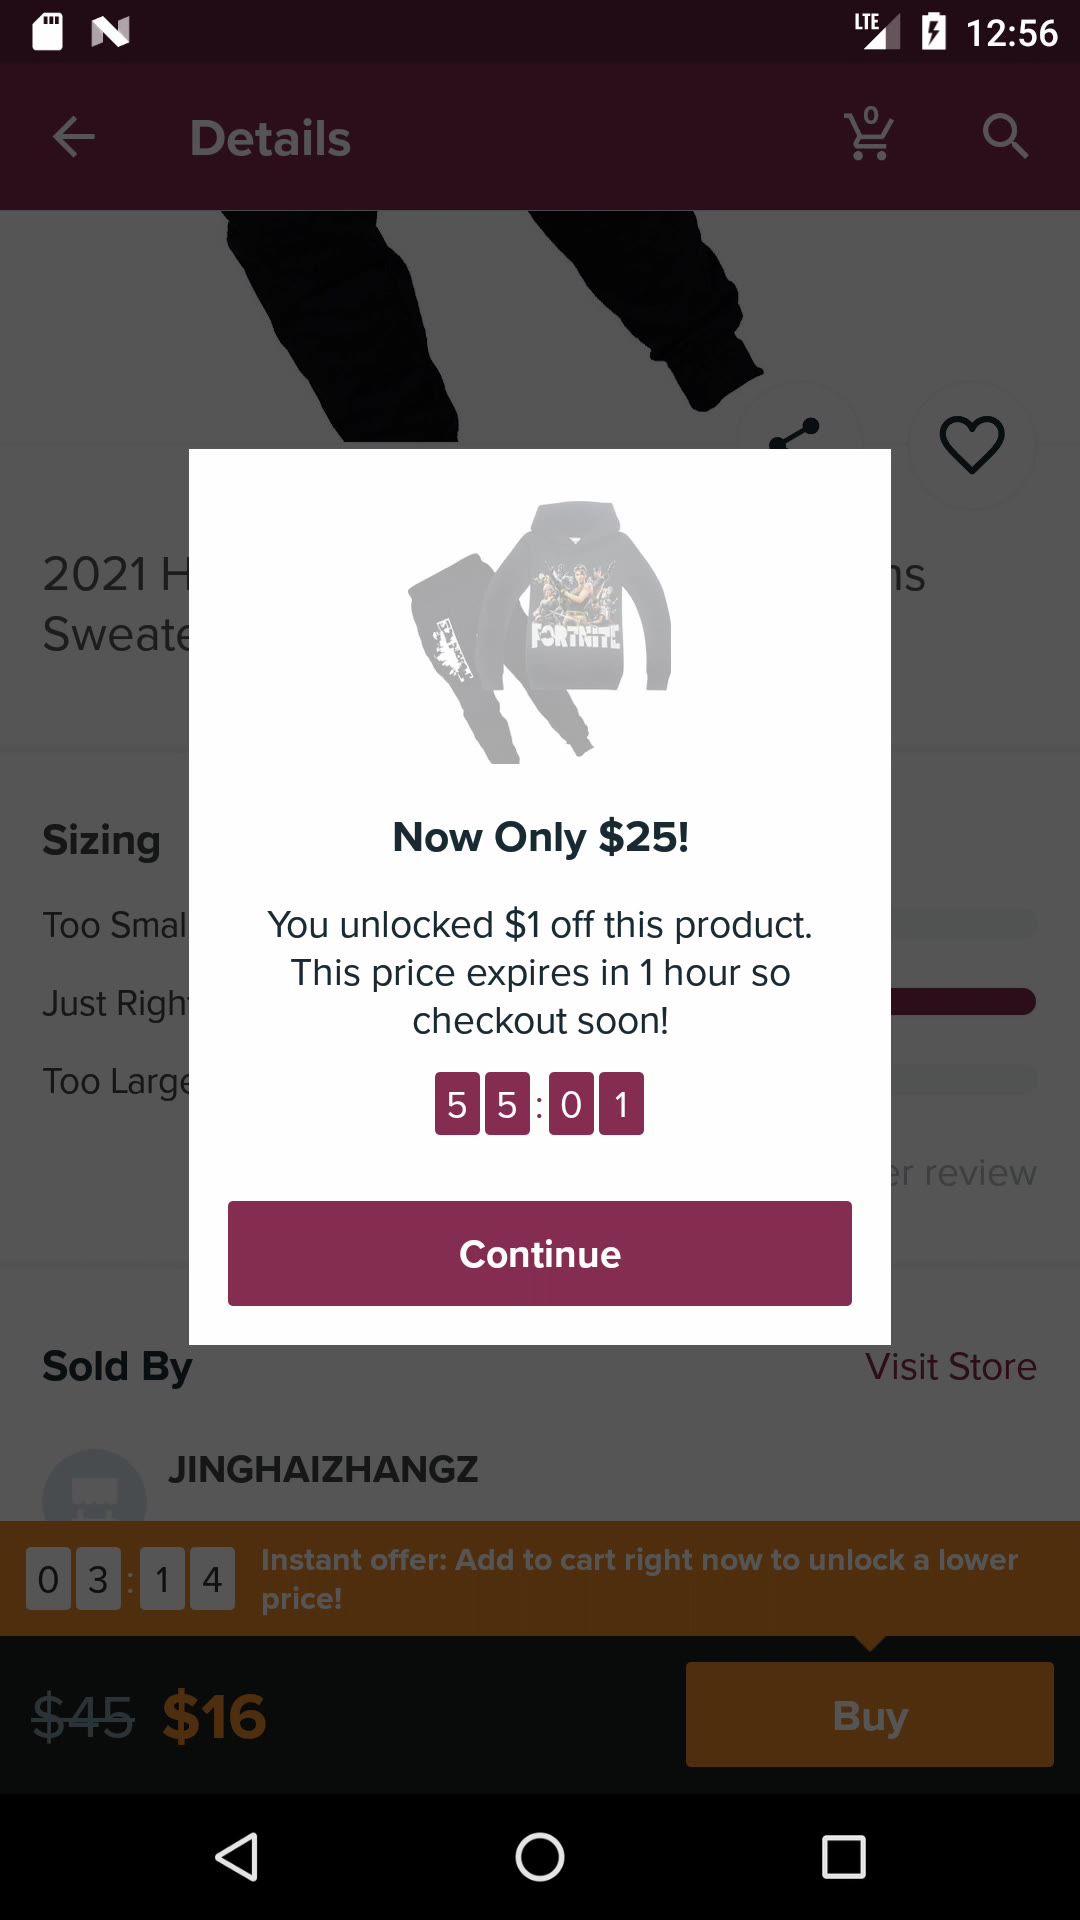 LTE 12:56
Details
0
2021 H ns
Sweate
FORTNITE
Now Only $25!
Sizing
You unlocked $1 off this product.
Too Smal
This price expires in 1 hour so
Just Righ
checkout soon!
Too Large
5 5 : 0 1
er review
Continue
Sold By
Visit Store
JINGHAIZHANGZ
0 3 : 1 4
Instant offer: Add to cart right now to unlock a lower
price!
$45 $16
Buy